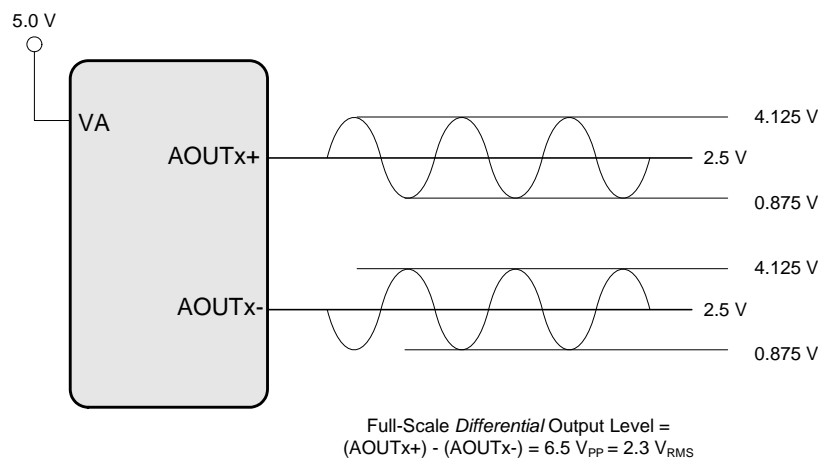 5.0 V
VA
AOUTx+
4.125 V
2.5 V
0.875 V
AOUTx-
4.125 V
2.5 V
0.875 V
Full-Scale Differential Output Level =
(AOUTx+) - (AOUTx-) = 6.5 VPP = 2.3 VRMS